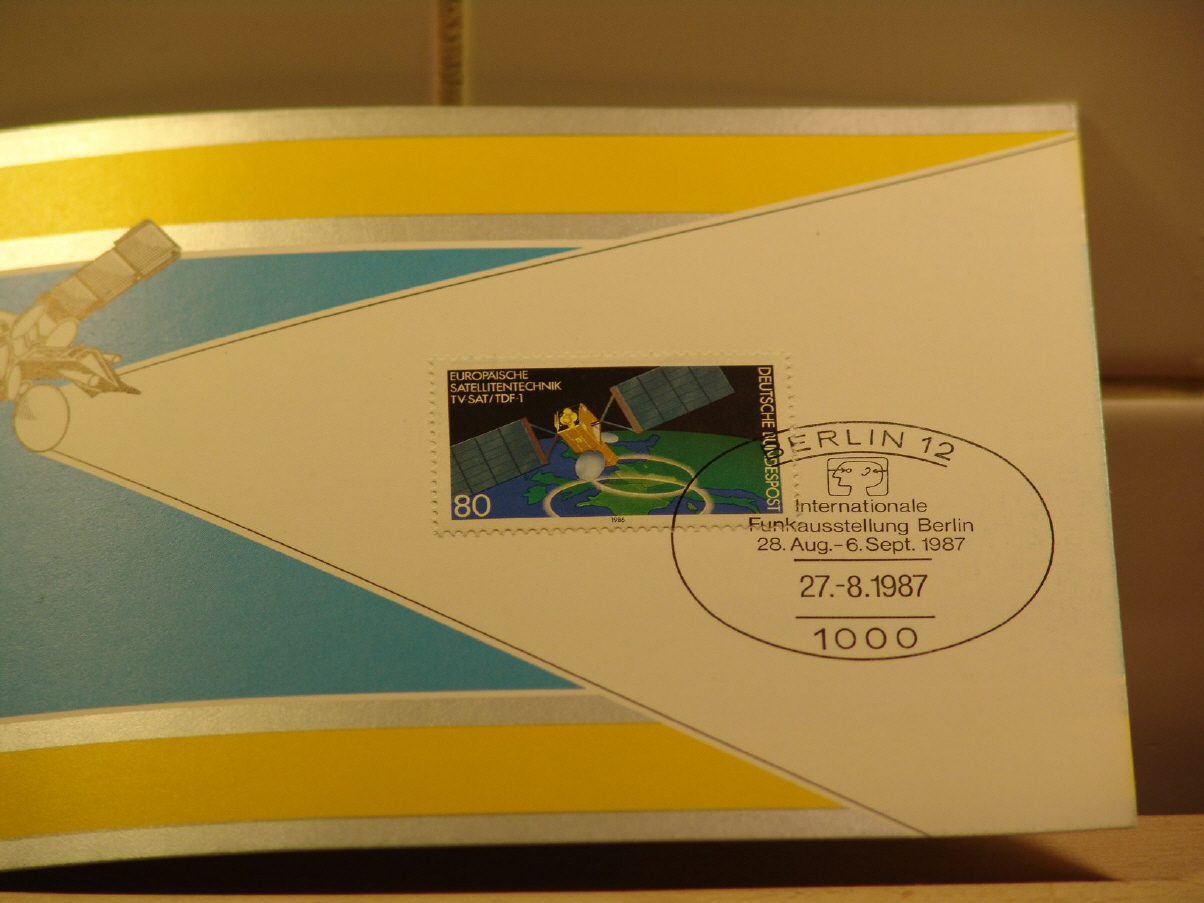 EUROPÄISCHE
SATELLITENTECHNIK
TV-SAT/TDF-1
DEUTSCHE BUNDESPOST
80
1986
BERLIN 12
Internationale
Funkausstellung Berlin
28. Aug.-6. Sept. 1987
27.-8.1987
1000